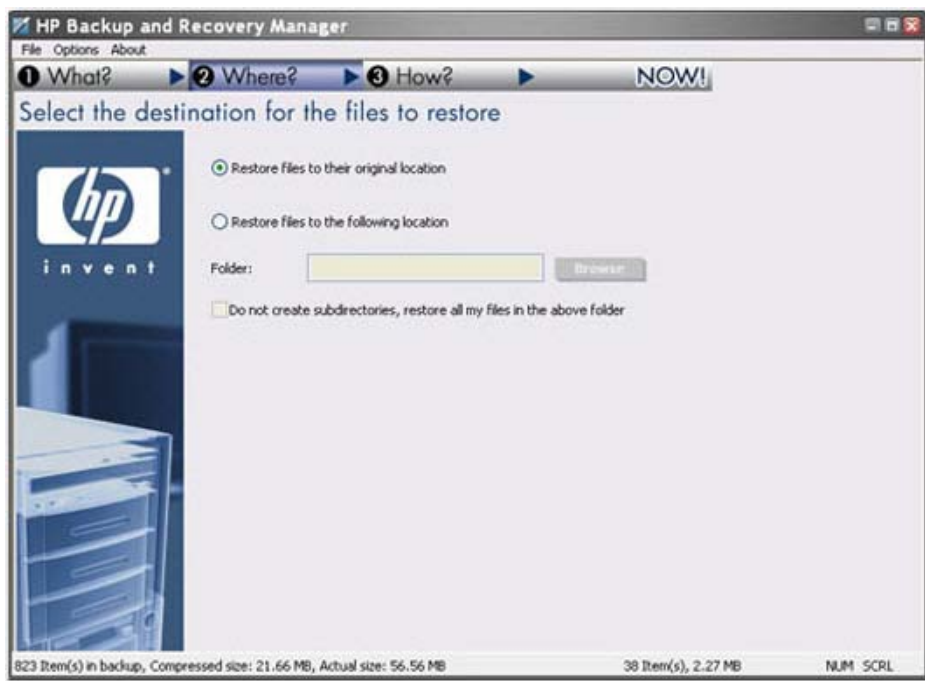 HP Backup and Recovery Manager
File Options About
1 What? 2 Where? 3 How? NOW!
Select the destination for the files to restore
hp
invent
Restore files to their original location
Restore files to the following location
Folder: Browse
Do not create subdirectories, restore all my files in the above folder
823 Item(s) in backup, Compressed size: 21.66 MB, Actual size: 56.56 MB 38 Item(s), 2.27 MB NUM SCRL